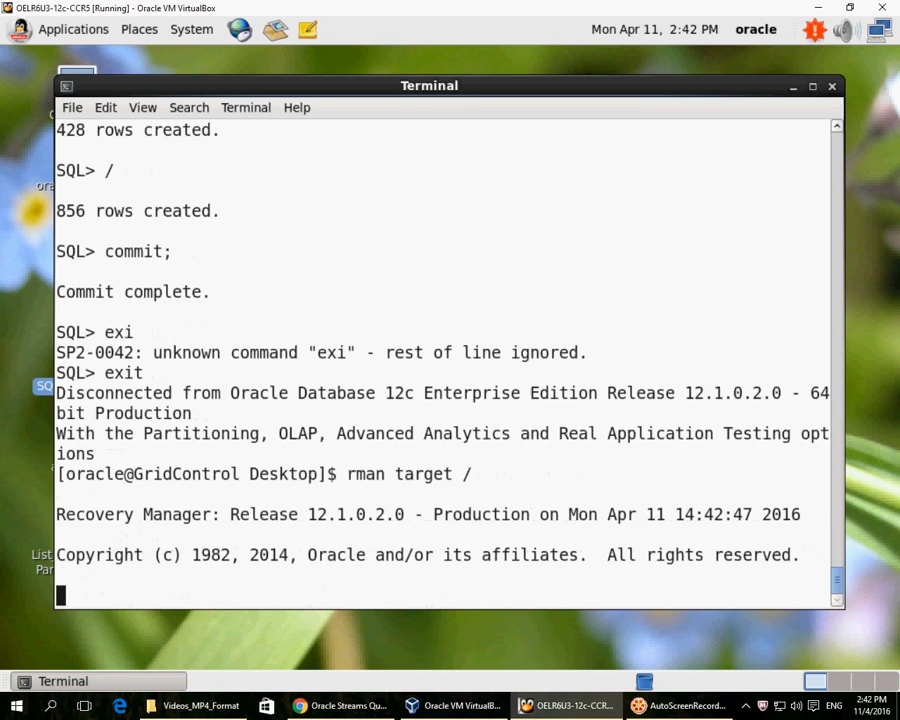 OELR6U3-12c-CCR5 [Running] - Oracle VM VirtualBox
Applications Places System Mon Apr 11, 2:42 PM oracle
Terminal
File Edit View Search Terminal Help
428 rows created.
SQL> /
856 rows created.
SQL> commit;
Commit complete.
SQL> exi
SP2-0042: unknown command "exi" - rest of line ignored.
SQL> exit
Disconnected from Oracle Database 12c Enterprise Edition Release 12.1.0.2.0 - 64
bit Production
With the Partitioning, OLAP, Advanced Analytics and Real Application Testing opt
ions
[oracle@GridControl Desktop]$ rman target /
Recovery Manager: Release 12.1.0.2.0 - Production on Mon Apr 11 14:42:47 2016
Copyright (c) 1982, 2014, Oracle and/or its affiliates.  All rights reserved.
ora
SQ
List
Par
Terminal
Videos_MP4_Format Oracle Streams Qu... Oracle VM VirtualB... OELR6U3-12c-CCR... AutoScreenRecord... ENG 2:42 PM
11/4/2016